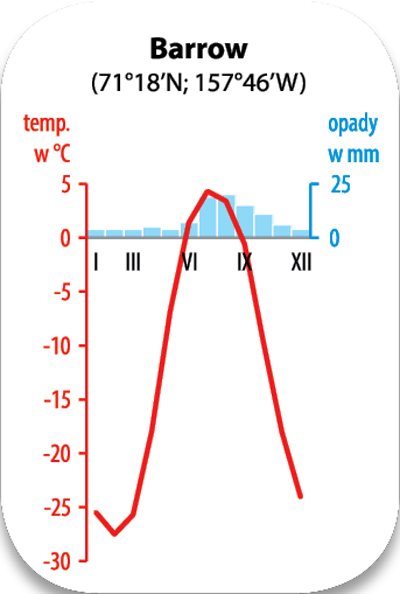 Barrow
(71°18’N; 157°46’W)
temp.
w °C
opady
w mm
5
0
-5
-10
-15
-20
-25
-30
25
0
I III VI IX XII